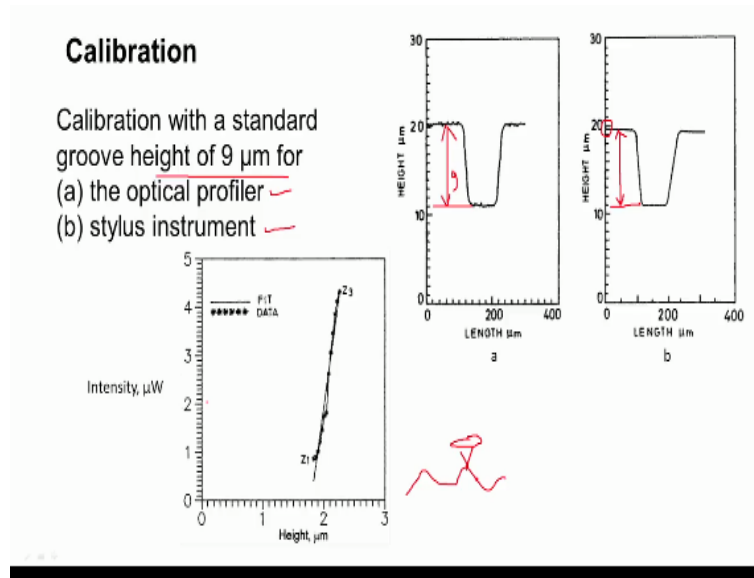 Calibration
Calibration with a standard
groove height of 9 μm for
(a) the optical profiler
(b) stylus instrument
30
20
10
0
HEIGHT μm
9
0 200 400
LENGTH μm
a
30
20
10
0
HEIGHT μm
0 200 400
LENGTH μm
b
5
4
3
2
1
0
FIT
DATA
Z3
Z1
Intensity, μW
0 1 2 3
Height, μm